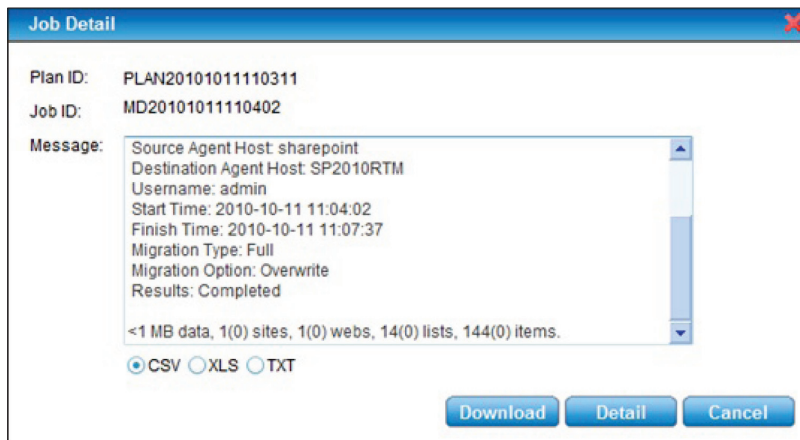 Job Detail
Plan ID: PLAN20101011110311
Job ID: MD20101011110402
Message:
Source Agent Host: sharepoint
Destination Agent Host: SP2010RTM
Username: admin
Start Time: 2010-10-11 11:04:02
Finish Time: 2010-10-11 11:07:37
Migration Type: Full
Migration Option: Overwrite
Results: Completed
<1 MB data, 1(0) sites, 1(0) webs, 14(0) lists, 144(0) items.
CSV XLS TXT
Download Detail Cancel